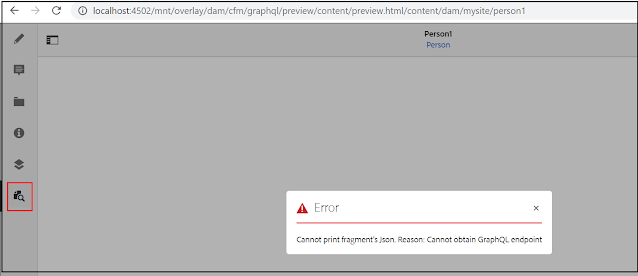 localhost:4502/mnt/overlay/dam/cfm/graphql/preview/content/preview.html/content/dam/mysite/person1
Person1
Person
Error
Cannot print fragment's Json. Reason: Cannot obtain GraphQL endpoint